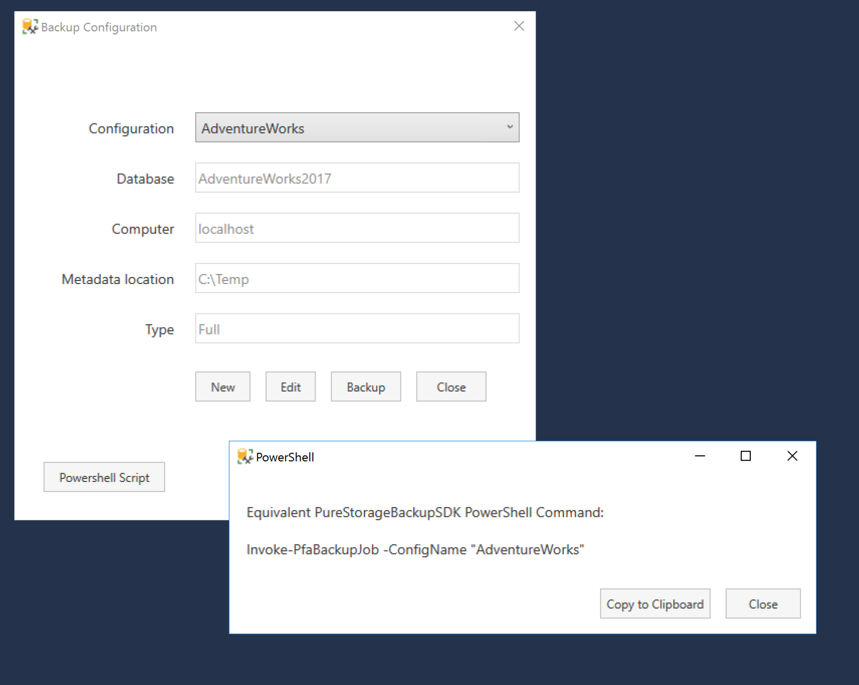 Backup Configuration
Configuration AdventureWorks
Database AdventureWorks2017
Computer localhost
Metadata location C:\Temp
Type Full
New Edit Backup Close
Powershell Script
PowerShell
Equivalent PureStorageBackupSDK PowerShell Command:
Invoke-PfaBackupJob -ConfigName "AdventureWorks"
Copy to Clipboard Close